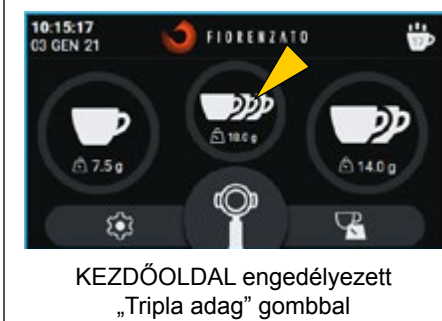 10:15:17
03 GEN 21
FIORENZATO
18.0 g
7.5 g
14.0 g
KEZDŐOLDAL engedélyezett
„Tripla adag” gombbal